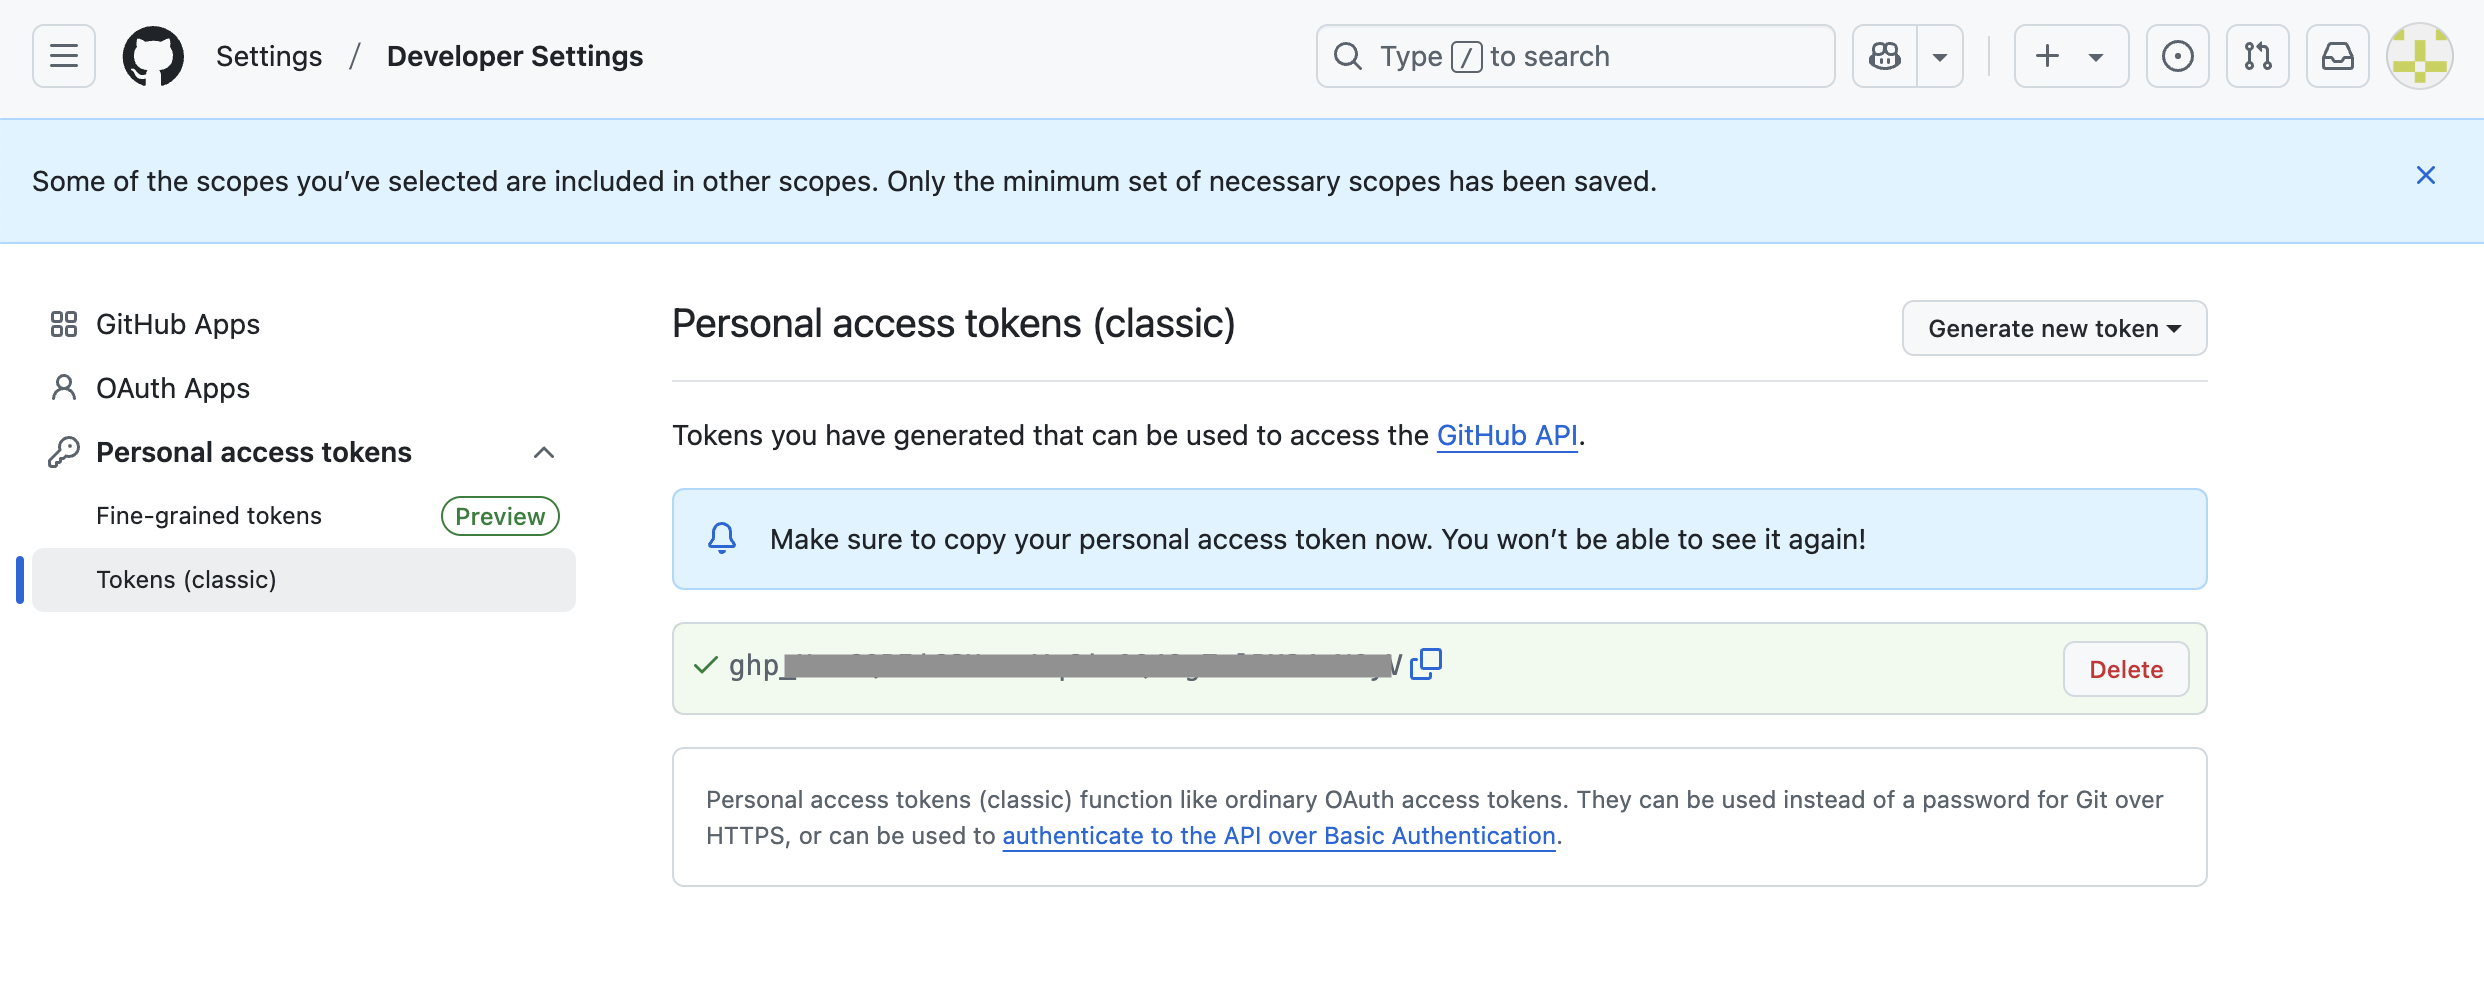 Settings / Developer Settings
Type / to search
Some of the scopes you’ve selected are included in other scopes. Only the minimum set of necessary scopes has been saved.
GitHub Apps
OAuth Apps
Personal access tokens
Fine-grained tokens Preview
Tokens (classic)
Personal access tokens (classic)
Generate new token
Tokens you have generated that can be used to access the GitHub API.
Make sure to copy your personal access token now. You won’t be able to see it again!
ghp_
Delete
Personal access tokens (classic) function like ordinary OAuth access tokens. They can be used instead of a password for Git over
HTTPS, or can be used to authenticate to the API over Basic Authentication.